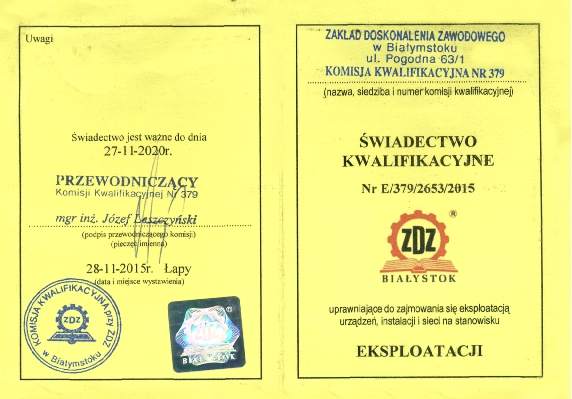 Uwagi
Świadectwo jest ważne do dnia
27-11-2020r.
PRZEWODNICZĄCY
Komisji Kwalifikacyjnej Nr 379
mgr inż. Józef Leszczyński
(podpis przewodniczącego komisji)
(pieczęć imienna)
28-11-2015r. Łapy
(data i miejsce wystawienia)
KOMISJA KWALIFIKACYJNA przy ZDZ
ZDZ
w Białymstoku
BIAŁYSTOK
ZAKŁAD DOSKONALENIA ZAWODOWEGO
w Białymstoku
ul. Pogodna 63/1
KOMISJA KWALIFIKACYJNA NR 379
(nazwa, siedziba i numer komisji kwalifikacyjnej)
ŚWIADECTWO
KWALIFIKACYJNE
Nr E/379/2653/2015
®
ZDZ
BIAŁYSTOK
uprawniające do zajmowania się eksploatacją
urządzeń, instalacji i sieci na stanowisku
EKSPLOATACJI